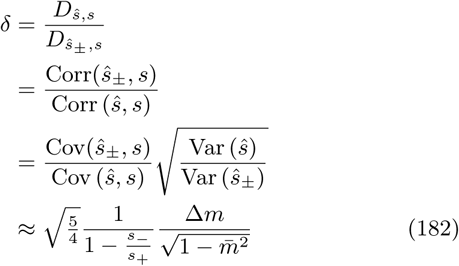 δ = D_{ŝ,s} / D_{ŝ±,s}
= Corr(ŝ±, s) / Corr (ŝ, s)
= Cov(ŝ±, s) / Cov (ŝ, s) √(Var (ŝ) / Var (ŝ±))
≈ √(5/4) 1 / (1 − s₋/s₊) Δm / √(1 − m̄²) (182)